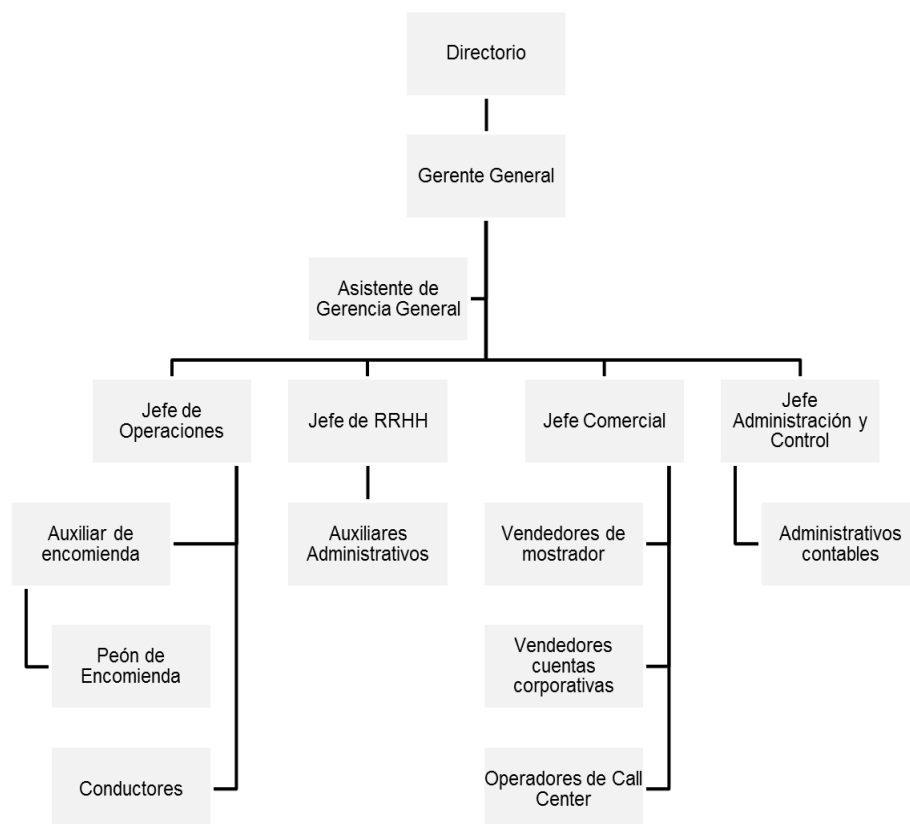 Directorio
Gerente General
Asistente de
Gerencia General
Jefe de
Operaciones
Jefe de RRHH
Jefe Comercial
Jefe
Administración y
Control
Auxiliar de
encomienda
Auxiliares
Administrativos
Vendedores de
mostrador
Administrativos
contables
Peón de
Encomienda
Vendedores
cuentas
corporativas
Conductores
Operadores de Call
Center